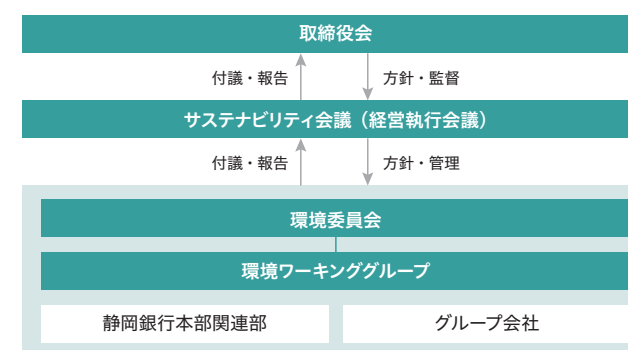 取締役会
付議・報告 方針・監督
サステナビリティ会議（経営執行会議）
付議・報告 方針・管理
環境委員会
環境ワーキンググループ
静岡銀行本部関連部 グループ会社